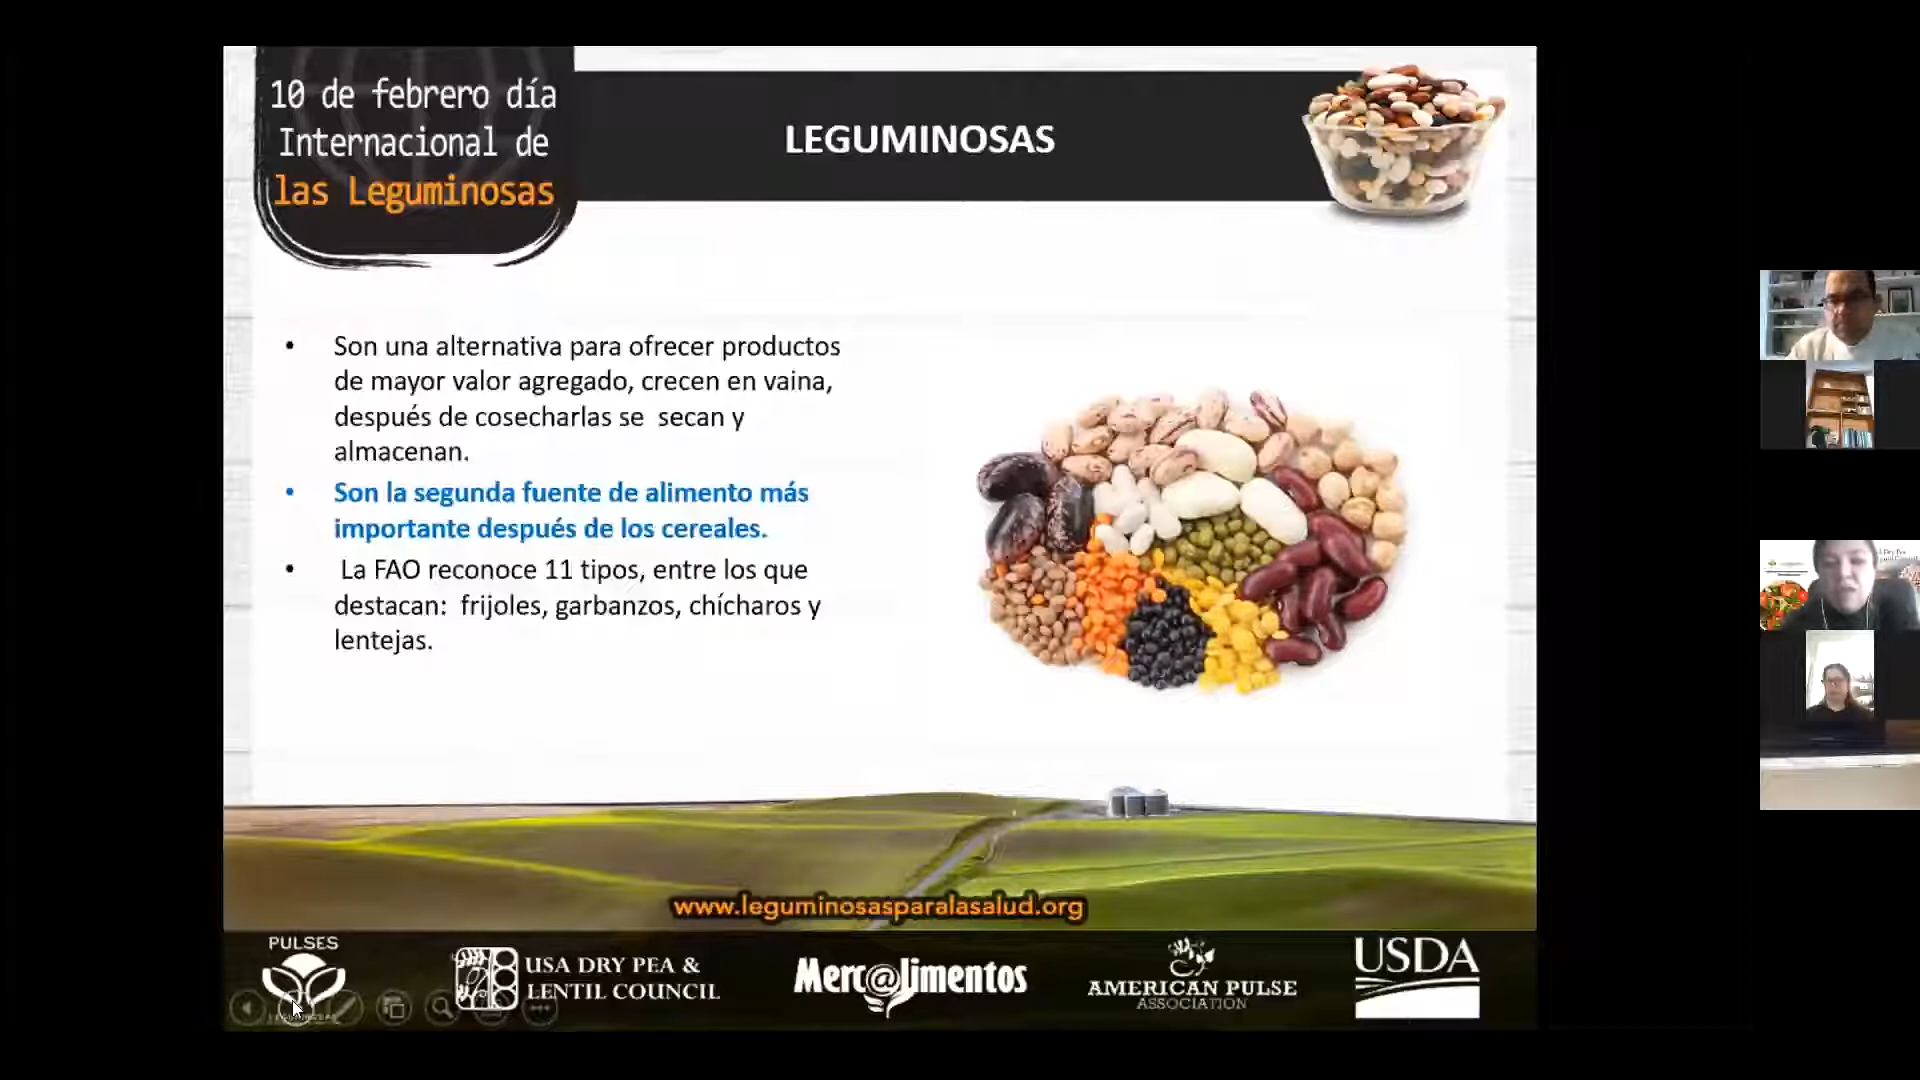 10 de febrero día
Internacional de
las Leguminosas
LEGUMINOSAS
• Son una alternativa para ofrecer productos
de mayor valor agregado, crecen en vaina,
después de cosecharlas se secan y
almacenan.
• Son la segunda fuente de alimento más
importante después de los cereales.
• La FAO reconoce 11 tipos, entre los que
destacan: frijoles, garbanzos, chícharos y
lentejas.
www.leguminosasparalasalud.org
PULSES
USA DRY PEA &
LENTIL COUNCIL
Merc@limentos
AMERICAN PULSE
ASSOCIATION
USDA